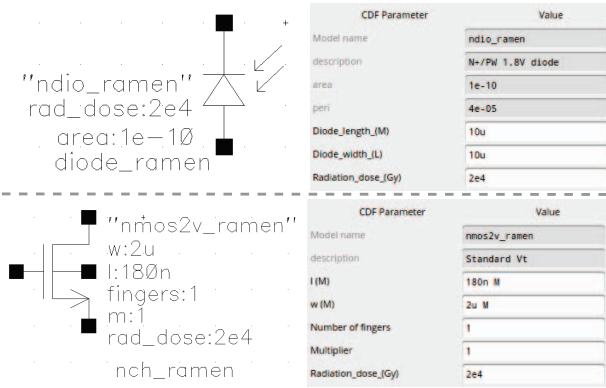 "ndio_ramen"
rad_dose:2e4
area:1e-10
diode_ramen
CDF Parameter Value
Model name ndio_ramen
description N+/PW 1.8V diode
area 1e-10
peri 4e-05
Diode_length_(M) 10u
Diode_width_(L) 10u
Radiation_dose_(Gy) 2e4
"nmos2v_ramen"
w:2u
l:180n
fingers:1
m:1
rad_dose:2e4
nch_ramen
CDF Parameter Value
Model name nmos2v_ramen
description Standard Vt
l (M) 180n M
w (M) 2u M
Number of fingers 1
Multiplier 1
Radiation_dose_(Gy) 2e4